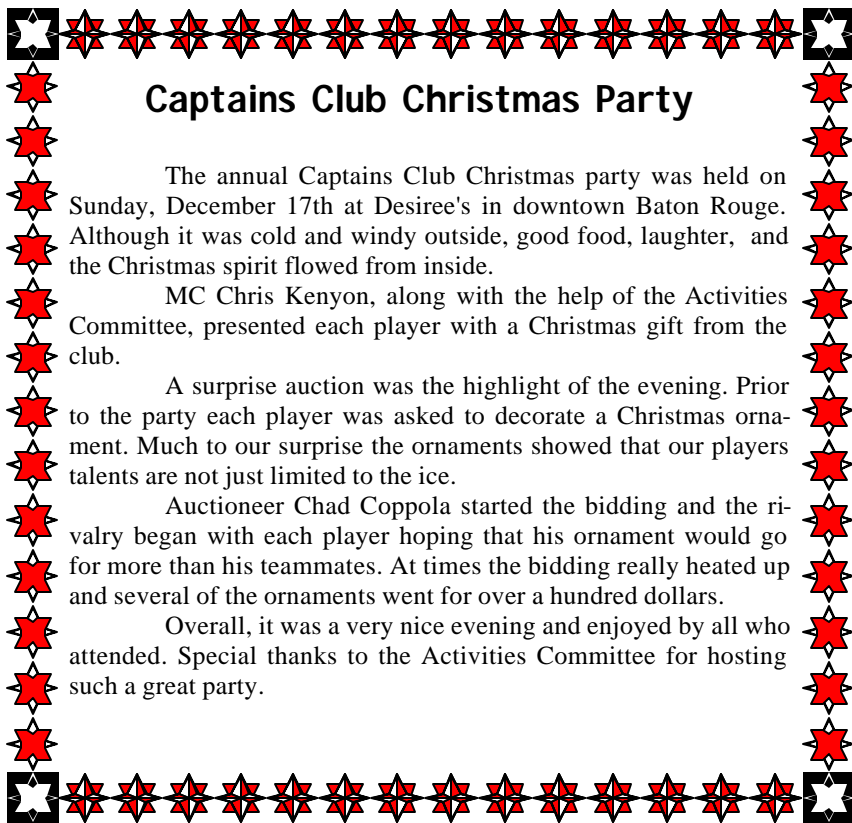 Captains Club Christmas Party
The annual Captains Club Christmas party was held on
Sunday, December 17th at Desiree's in downtown Baton Rouge.
Although it was cold and windy outside, good food, laughter, and
the Christmas spirit flowed from inside.
MC Chris Kenyon, along with the help of the Activities
Committee, presented each player with a Christmas gift from the
club.
A surprise auction was the highlight of the evening. Prior
to the party each player was asked to decorate a Christmas orna-
ment. Much to our surprise the ornaments showed that our players
talents are not just limited to the ice.
Auctioneer Chad Coppola started the bidding and the ri-
valry began with each player hoping that his ornament would go
for more than his teammates. At times the bidding really heated up
and several of the ornaments went for over a hundred dollars.
Overall, it was a very nice evening and enjoyed by all who
attended. Special thanks to the Activities Committee for hosting
such a great party.